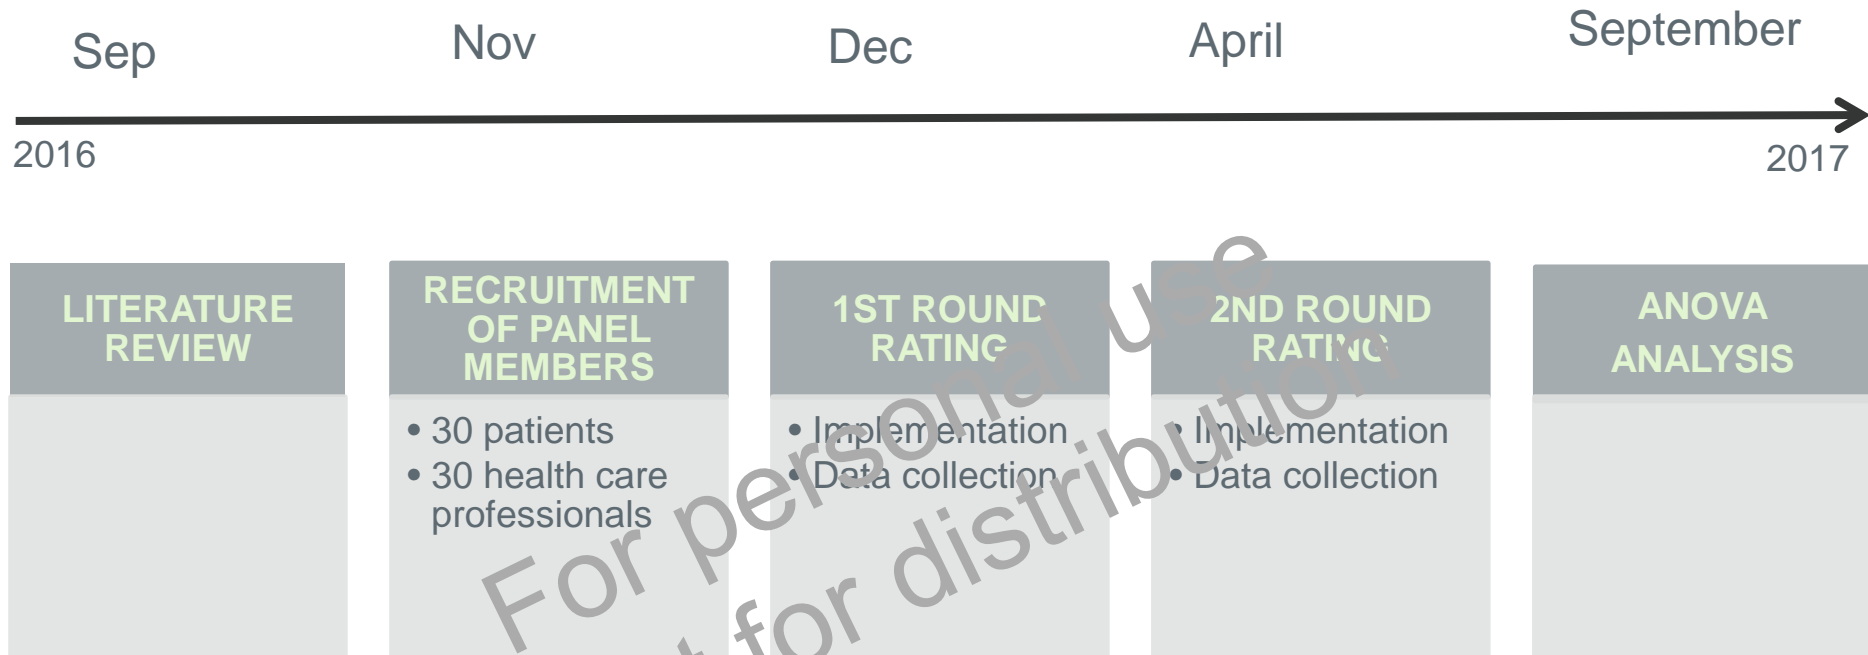 Sep
Nov
Dec
April
September
2016
2017
LITERATURE
REVIEW
RECRUITMENT
OF PANEL
MEMBERS
• 30 patients
• 30 health care
professionals
1ST ROUND
RATING
• Implementation
• Data collection
2ND ROUND
RATING
• Implementation
• Data collection
ANOVA
ANALYSIS
For personal use
for distribution